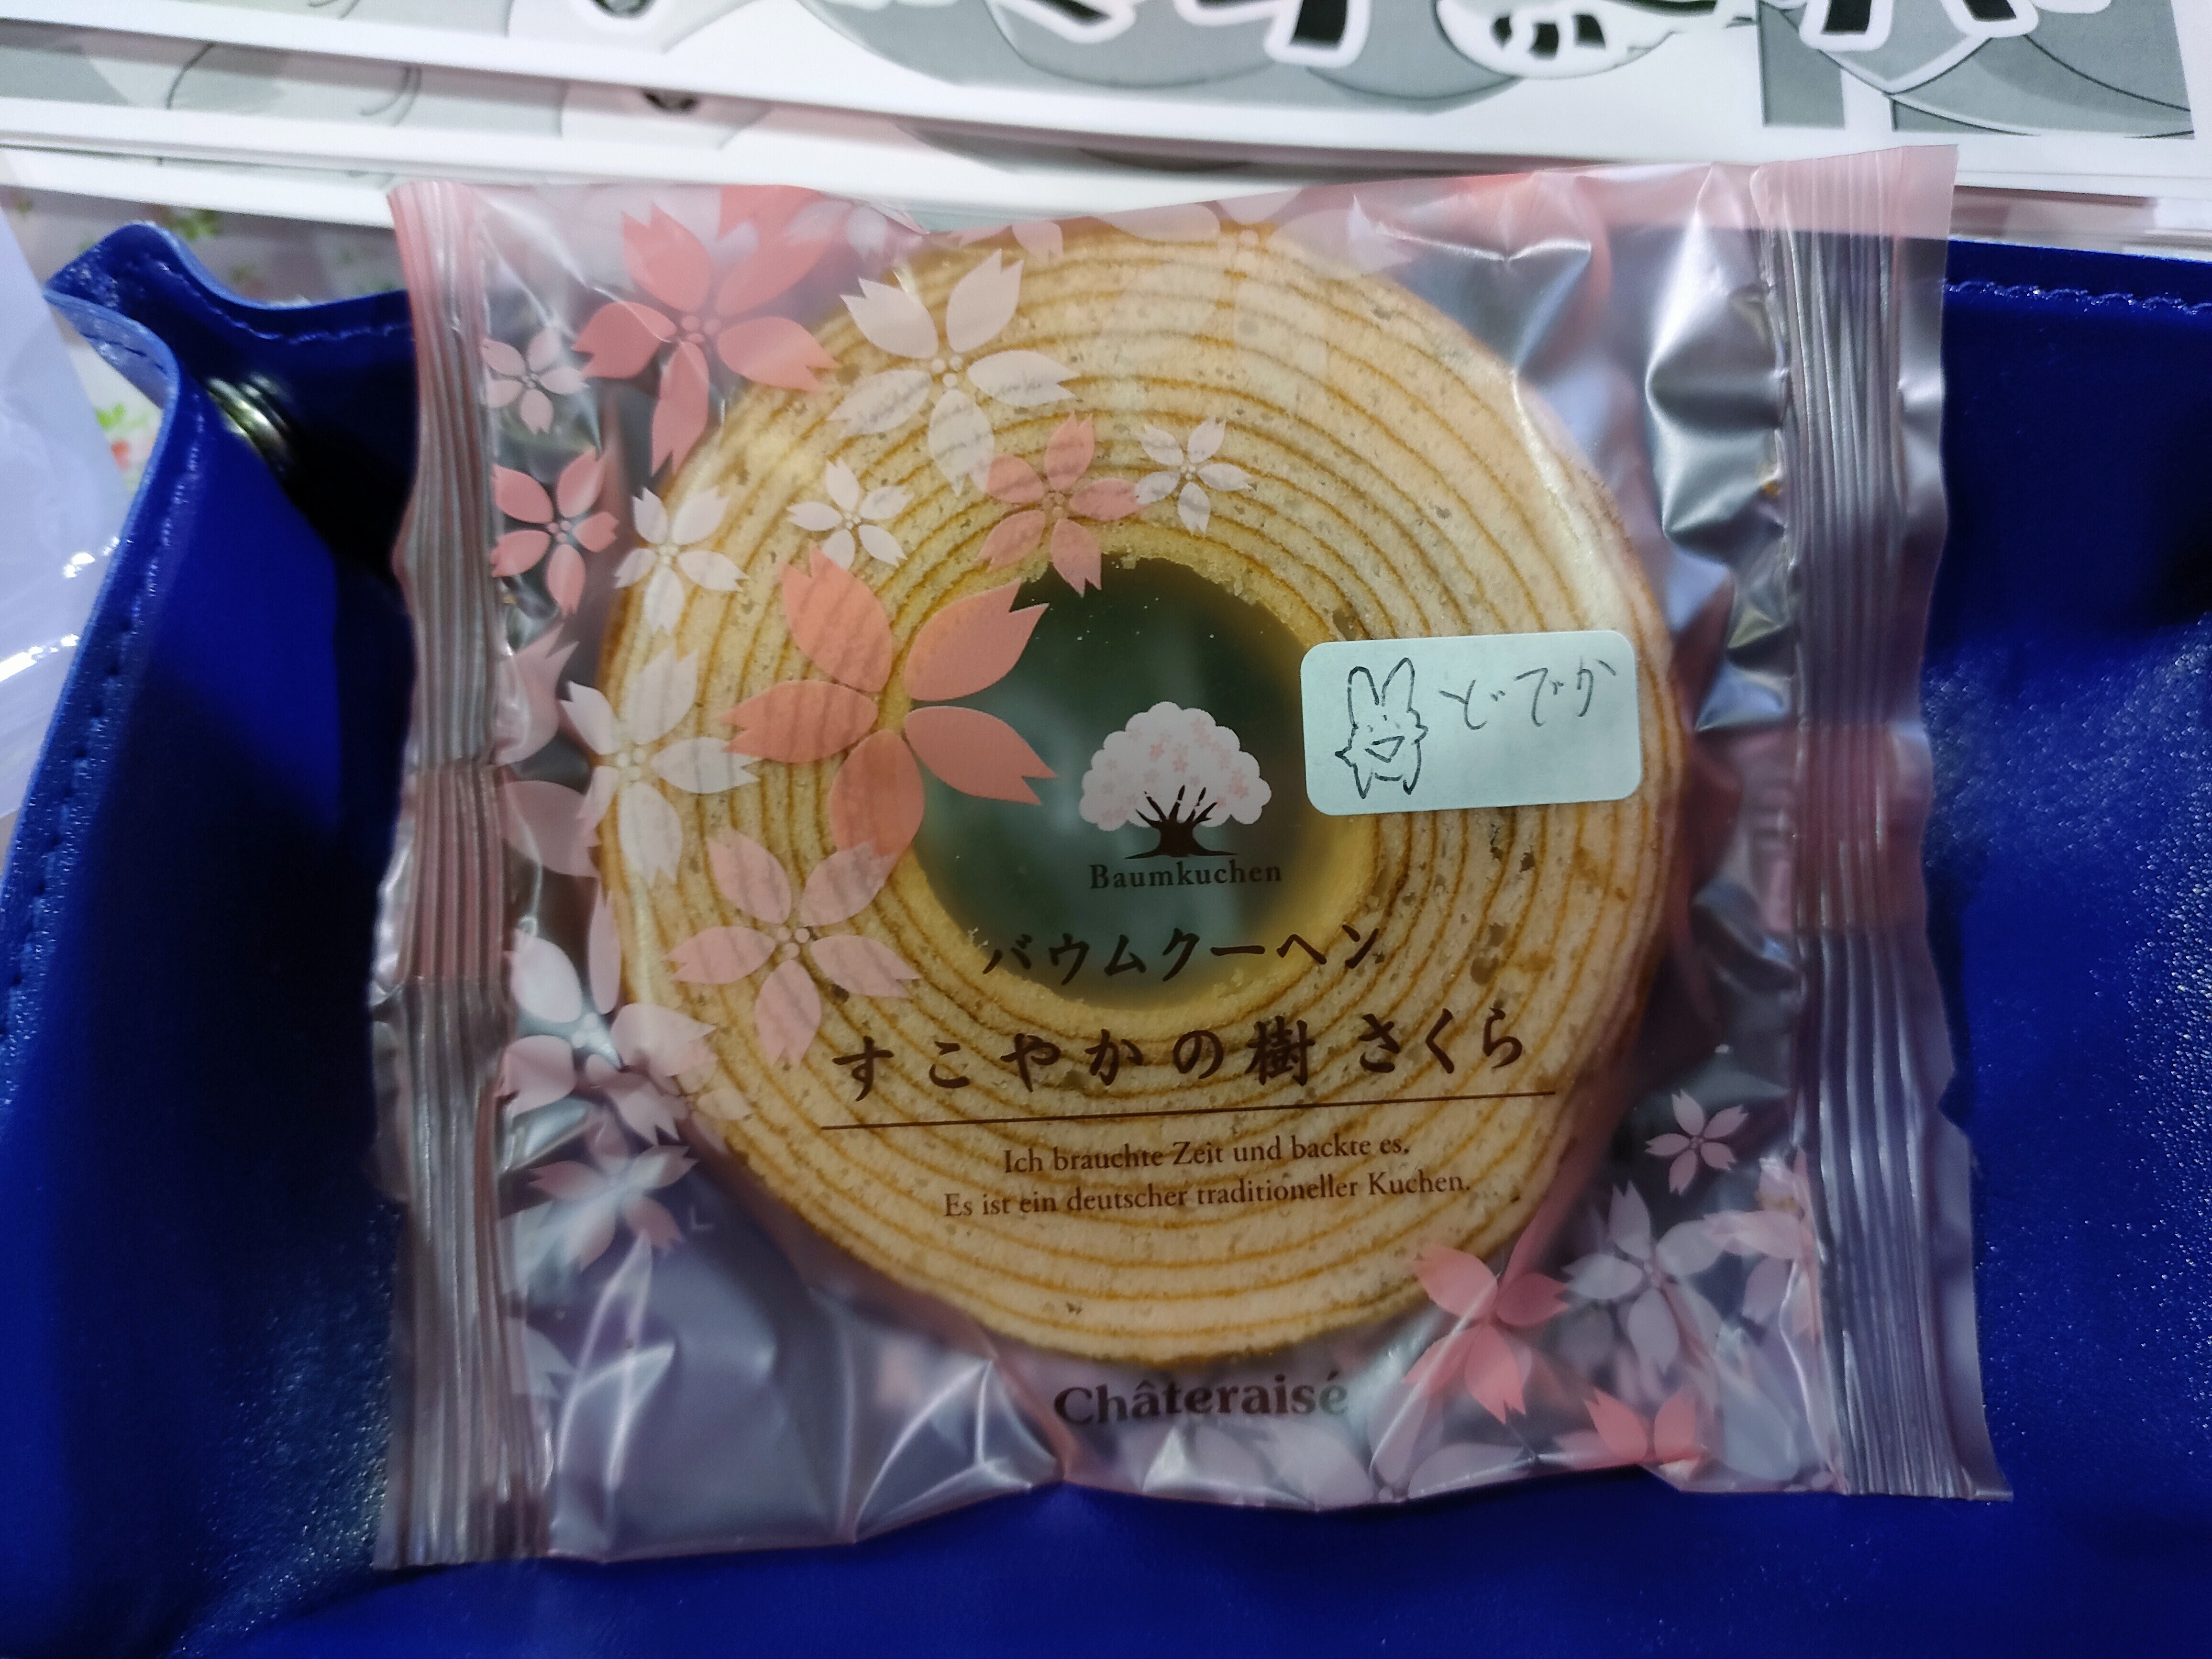 どでか
Baumkuchen
バウムクーヘン
すこやかの樹 さくら
Ich brauchte Zeit und backte es.
Es ist ein deutscher traditioneller Kuchen.
Châteraisé